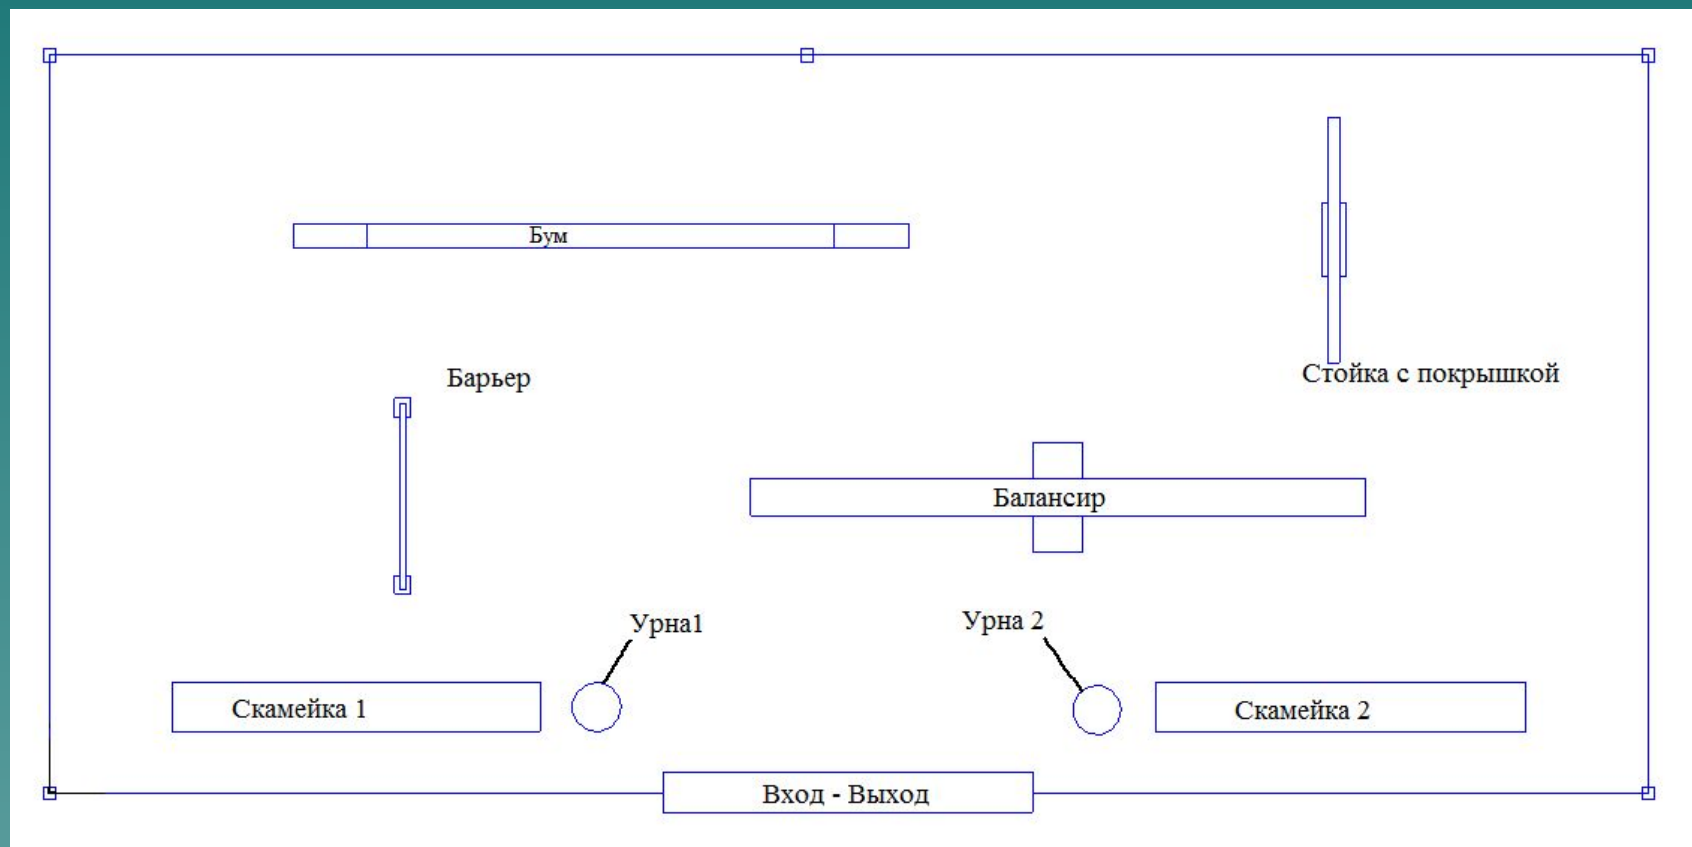 Бум
Барьер
Стойка с покрышкой
Балансир
Урна1
Урна 2
Скамейка 1
Скамейка 2
Вход - Выход